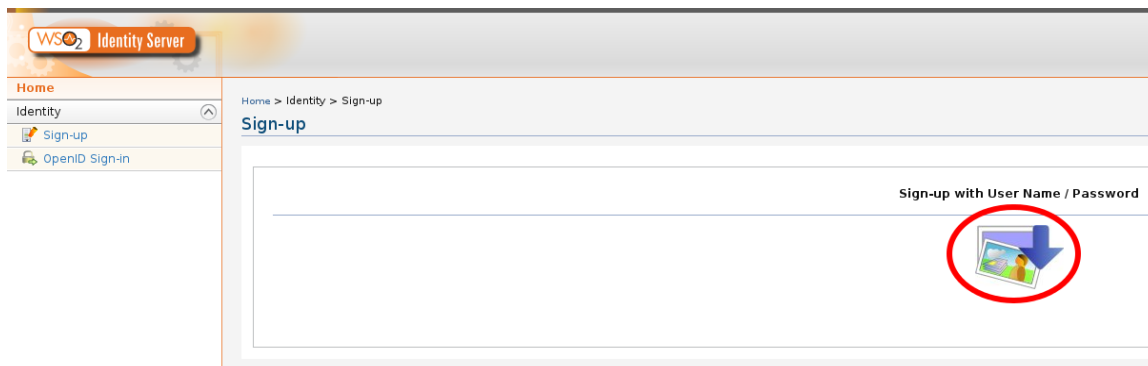 WSO2 Identity Server
Home
Identity
Sign-up
OpenID Sign-in
Home > Identity > Sign-up
Sign-up
Sign-up with User Name / Password